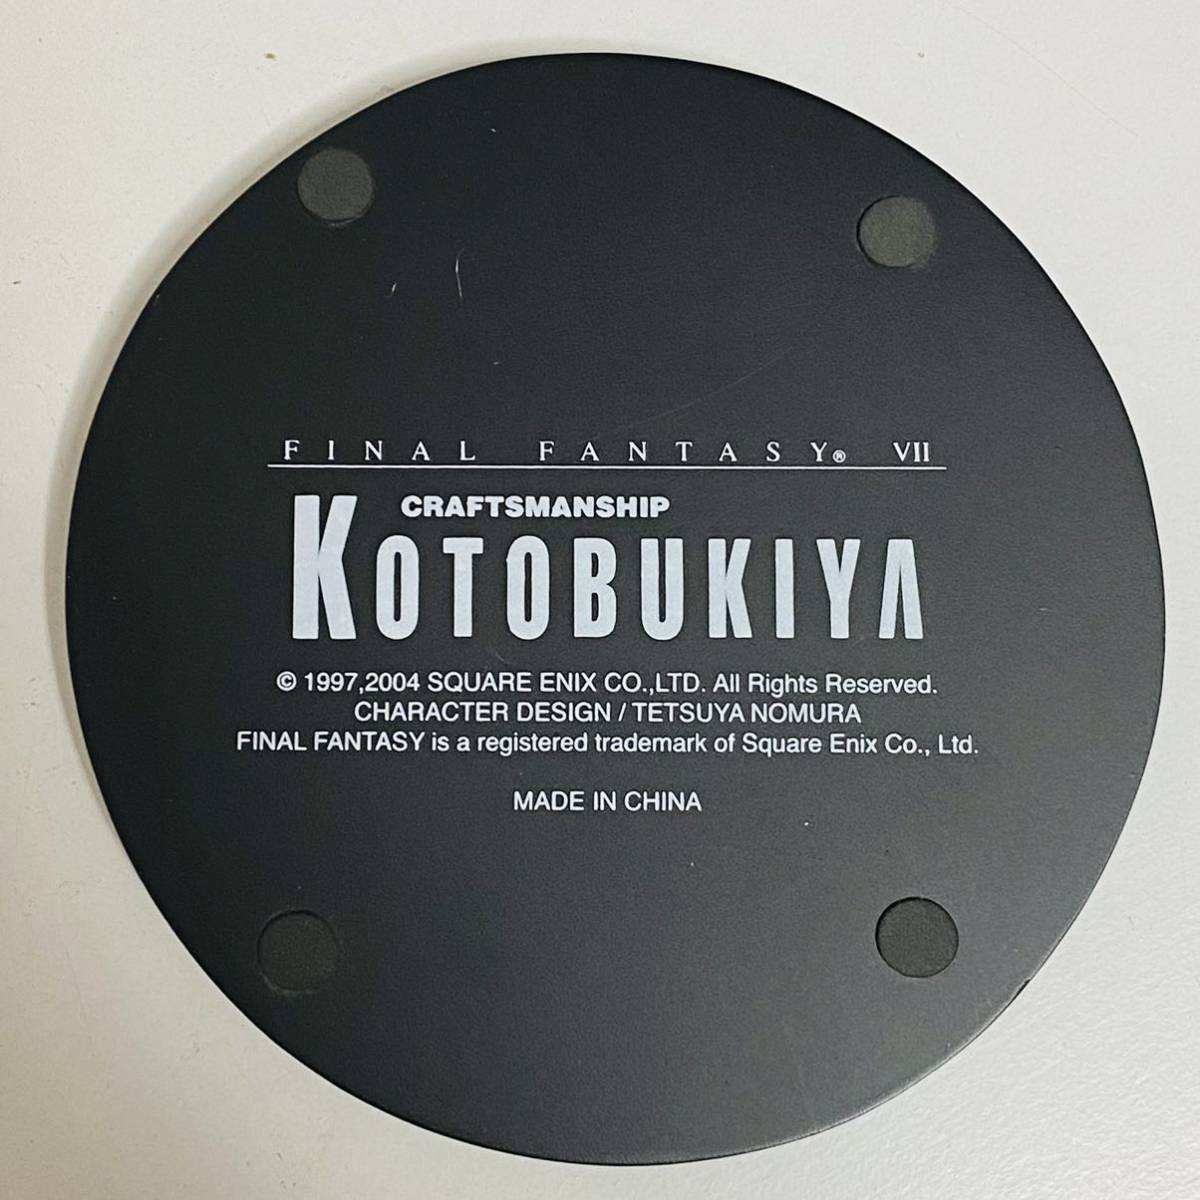 FINAL FANTASY® VII
CRAFTSMANSHIP
KOTOBUKIYA
© 1997,2004 SQUARE ENIX CO.,LTD. All Rights Reserved.
CHARACTER DESIGN / TETSUYA NOMURA
FINAL FANTASY is a registered trademark of Square Enix Co., Ltd.
MADE IN CHINA